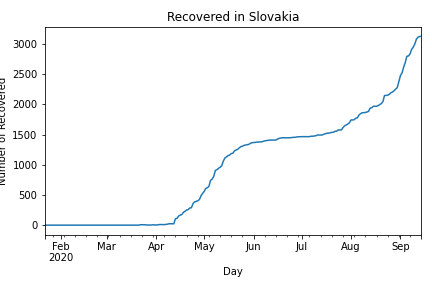 Recovered in Slovakia
Number of Recovered
3000
2500
2000
1500
1000
500
0
Feb
2020
Mar
Apr
May
Jun
Jul
Aug
Sep
Day